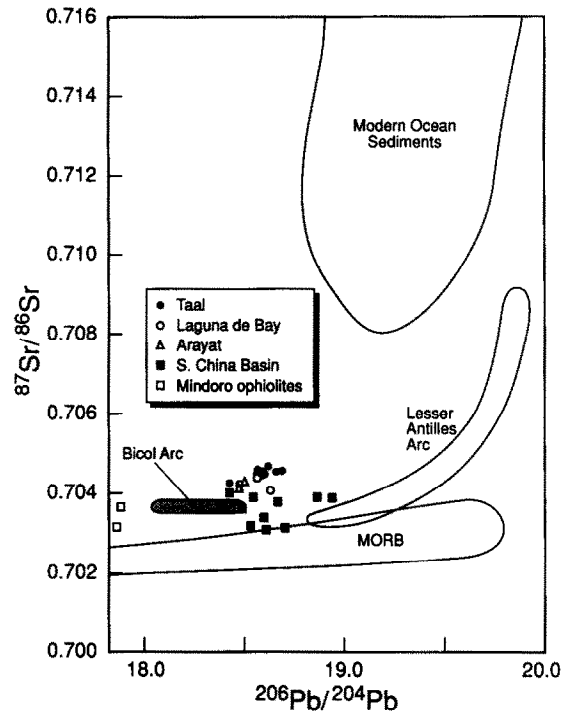 0.716
0.714
0.712
0.710
0.708
0.706
0.704
0.702
0.700
87Sr/86Sr
Modern Ocean
Sediments
Taal
Laguna de Bay
Arayat
S. China Basin
Mindoro ophiolites
Bicol Arc
Lesser
Antilles
Arc
MORB
18.0
19.0
20.0
206Pb/204Pb